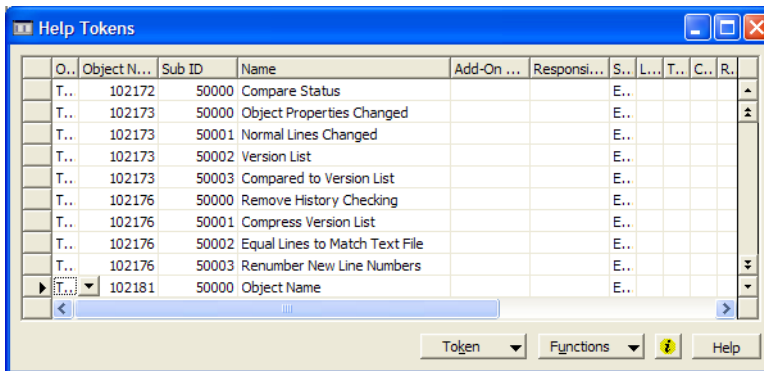 Help Tokens
O.. Object N... Sub ID Name Add-On ... Responsi... S.. L... T.. C.. R.
T.. 102172 50000 Compare Status E..
T.. 102173 50000 Object Properties Changed E..
T.. 102173 50001 Normal Lines Changed E..
T.. 102173 50002 Version List E..
T.. 102173 50003 Compared to Version List E..
T.. 102176 50000 Remove History Checking E..
T.. 102176 50001 Compress Version List E..
T.. 102176 50002 Equal Lines to Match Text File E..
T.. 102176 50003 Renumber New Line Numbers E..
T.. 102181 50000 Object Name E..
Token Functions i Help